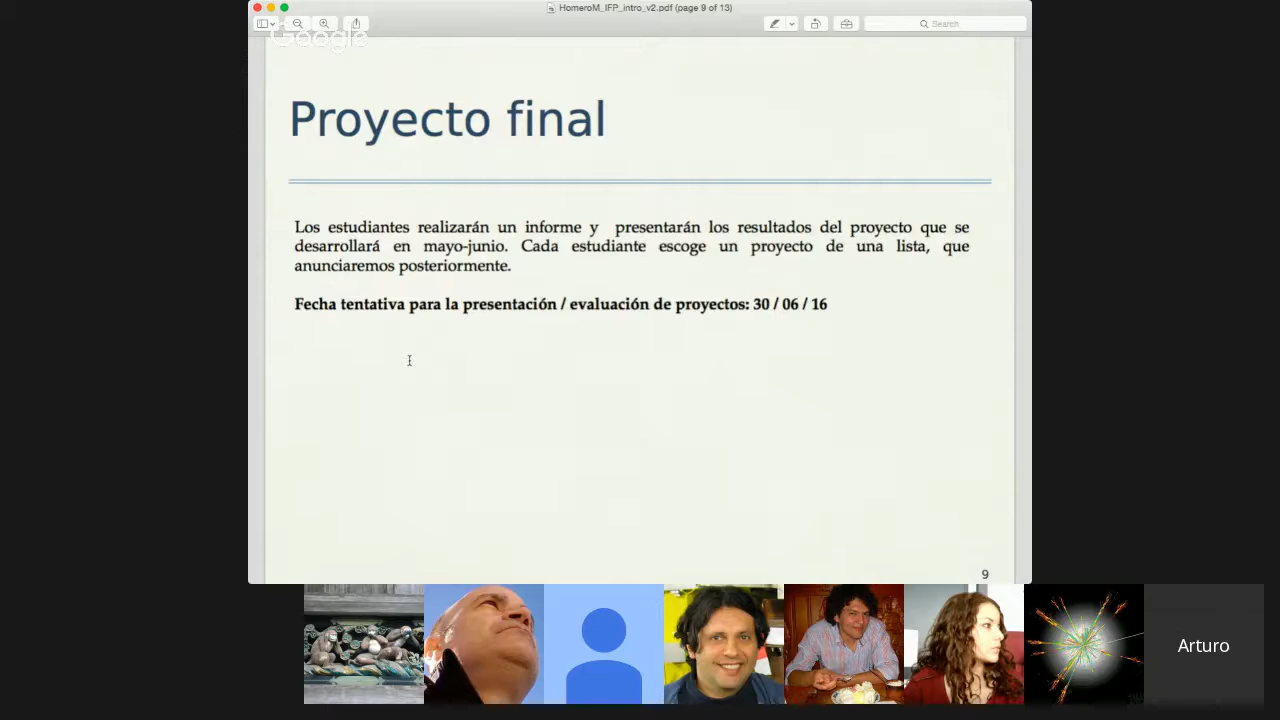 HomeroM_IFP_intro_v2.pdf (page 9 of 13)
Search
Google
Proyecto final
Los estudiantes realizarán un informe y presentarán los resultados del proyecto que se
desarrollará en mayo-junio. Cada estudiante escoge un proyecto de una lista, que
anunciaremos posteriormente.
Fecha tentativa para la presentación / evaluación de proyectos: 30 / 06 / 16
9
Arturo